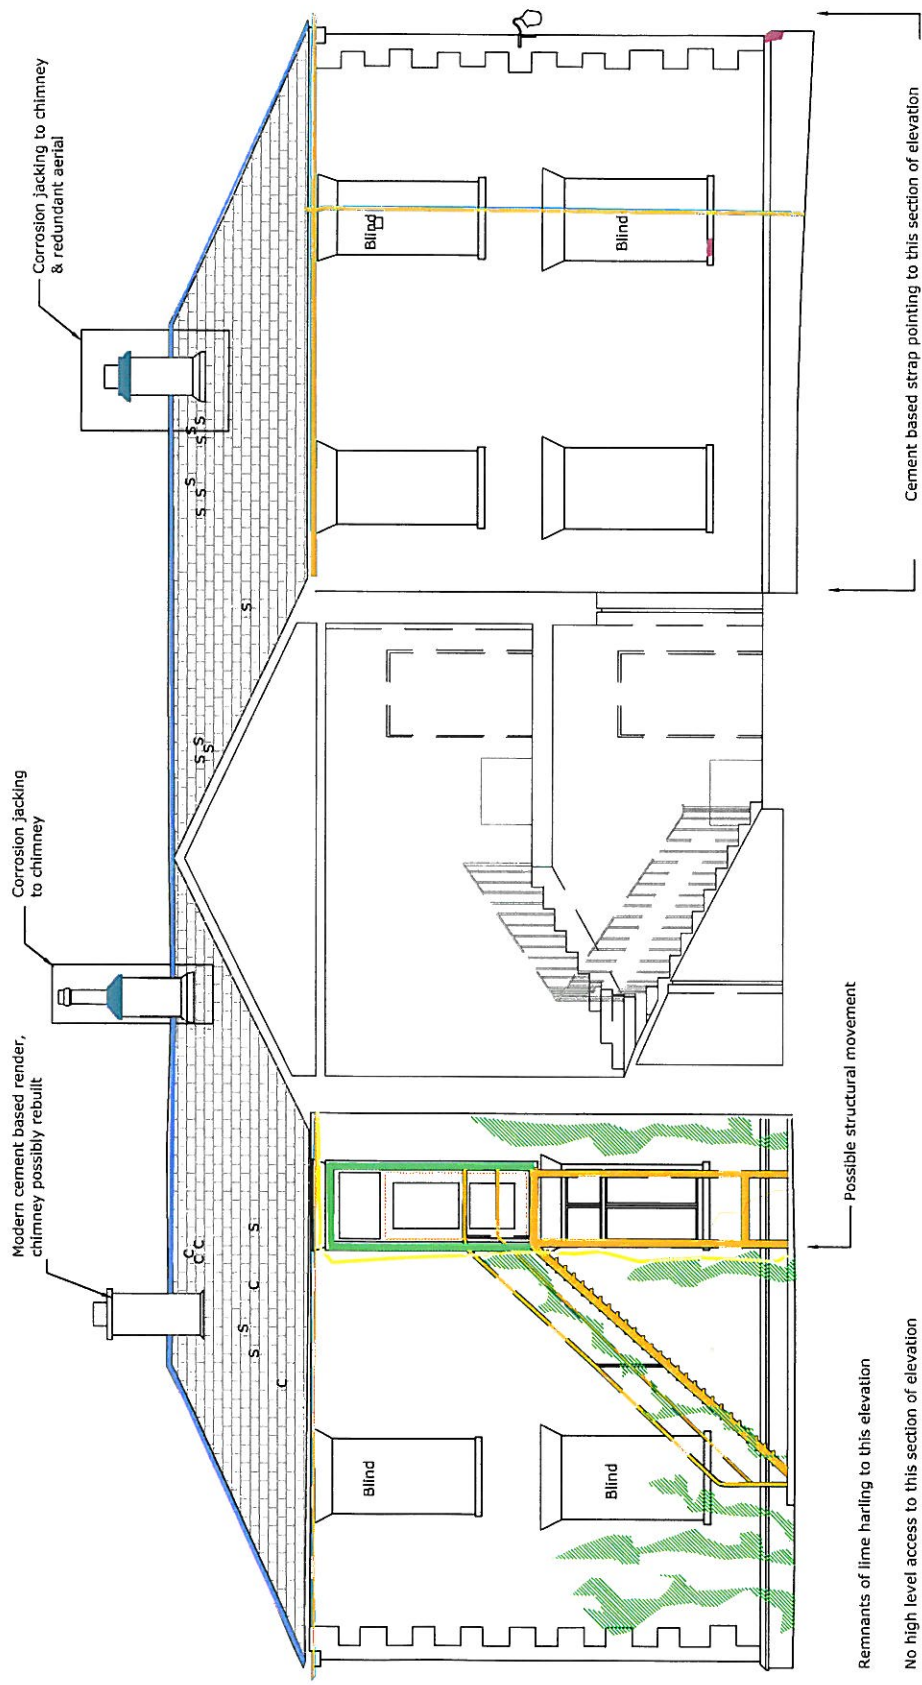 Modern cement based render,
chimney possibly rebuilt
Corrosion jacking
to chimney
Corrosion jacking to chimney
& redundant aerial
C
C C
S
C
S
S
C
S
S
S
S
S
S S
S
S S
S S
Blind
Blind
Blind
Blind
Possible structural movement
Remnants of lime harling to this elevation
No high level access to this section of elevation
Cement based strap pointing to this section of elevation